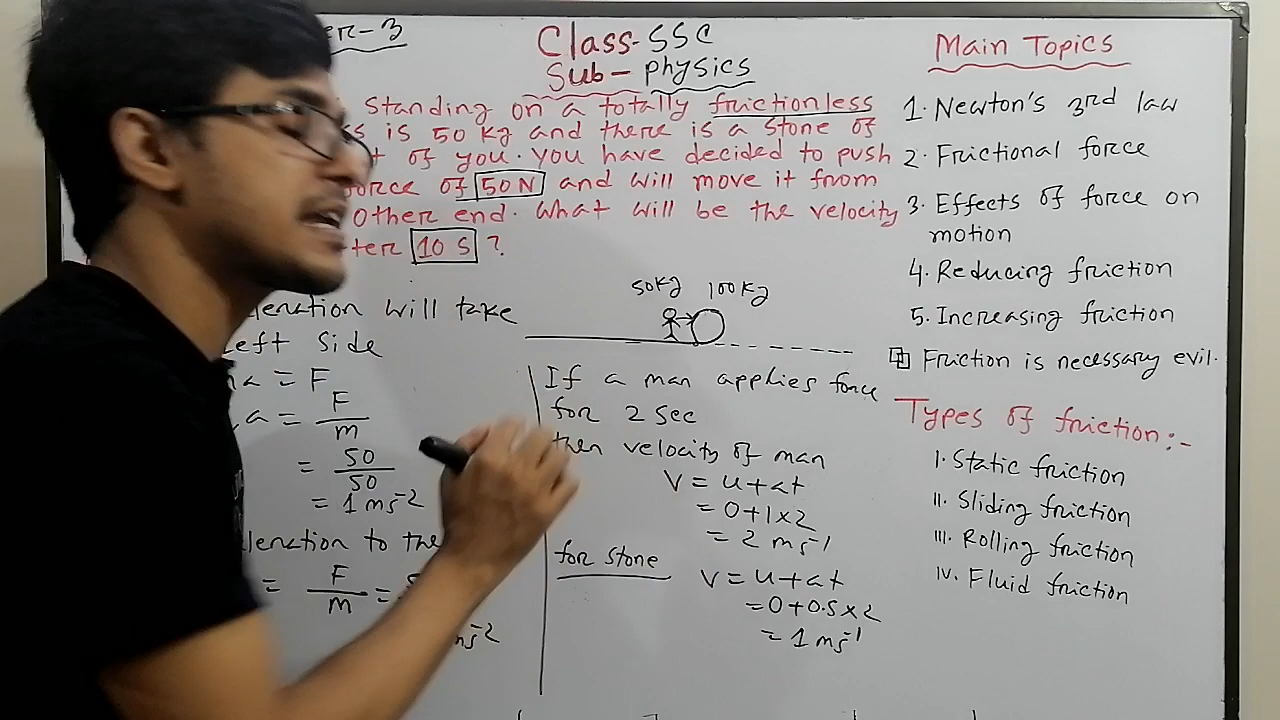 er-3
Class-SSC
Sub-physics
Standing on a totally frictionless
is 50 kg and there is a stone of
of you. you have decided to push
force of 50 N and will move it from
other end. What will be the velocity
10 S ?
will take
Left side
a = F
a = F/m
= 50/50
= 1 ms⁻²
to the
= F/m =
ms⁻²
50kg 100kg
If a man applies force
for 2 sec
then velocity of man
V = u+at
= 0+1×2
= 2 ms⁻¹
for stone
V = u+at
= 0+0.5×2
= 1 ms⁻¹
Main Topics
1. Newton's 3rd law
2. Frictional force
3. Effects of force on
motion
4. Reducing friction
5. Increasing friction
Friction is necessary evil.
Types of friction:-
I. Static friction
II. Sliding friction
III. Rolling friction
IV. Fluid friction